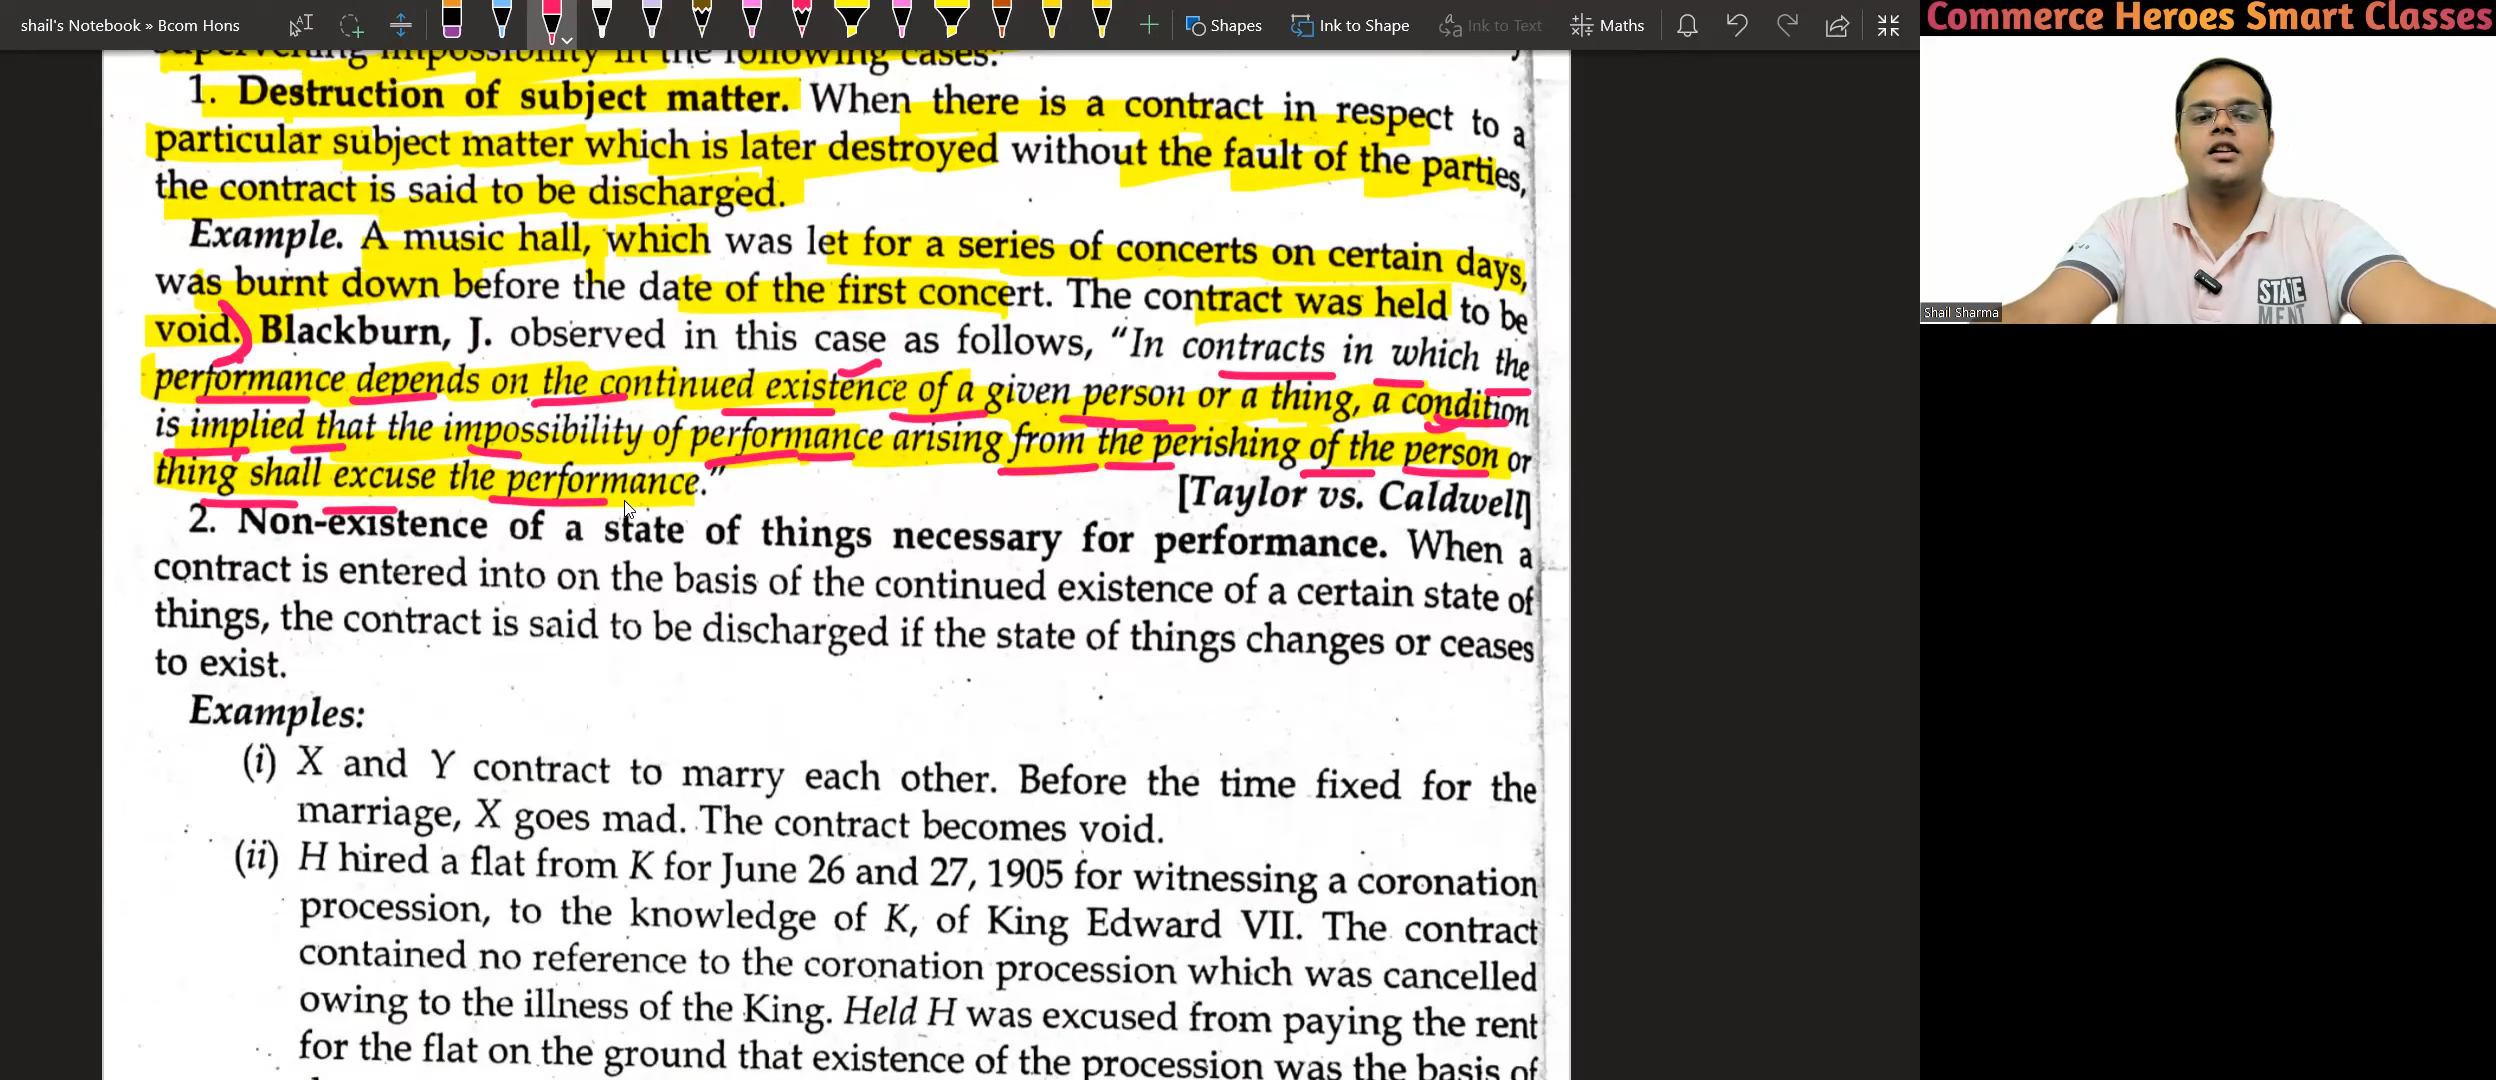 shail's Notebook » Bcom Hons
Shapes
Ink to Shape
Ink to Text
Maths
Commerce Heroes Smart Classes
supervening impossibility in the following cases:
1. Destruction of subject matter. When there is a contract in respect to a
particular subject matter which is later destroyed without the fault of the parties,
the contract is said to be discharged.
Example. A music hall, which was let for a series of concerts on certain days,
was burnt down before the date of the first concert. The contract was held to be
void. Blackburn, J. observed in this case as follows, “In contracts in which the
performance depends on the continued existence of a given person or a thing, a condition
is implied that the impossibility of performance arising from the perishing of the person or
thing shall excuse the performance.”
[Taylor vs. Caldwell]
2. Non-existence of a state of things necessary for performance. When a
contract is entered into on the basis of the continued existence of a certain state of
things, the contract is said to be discharged if the state of things changes or ceases
to exist.
Examples:
(i) X and Y contract to marry each other. Before the time fixed for the
marriage, X goes mad. The contract becomes void.
(ii) H hired a flat from K for June 26 and 27, 1905 for witnessing a coronation
procession, to the knowledge of K, of King Edward VII. The contract
contained no reference to the coronation procession which was cancelled
owing to the illness of the King. Held H was excused from paying the rent
for the flat on the ground that existence of the procession was the basis of
STATE
MENT
Shail Sharma